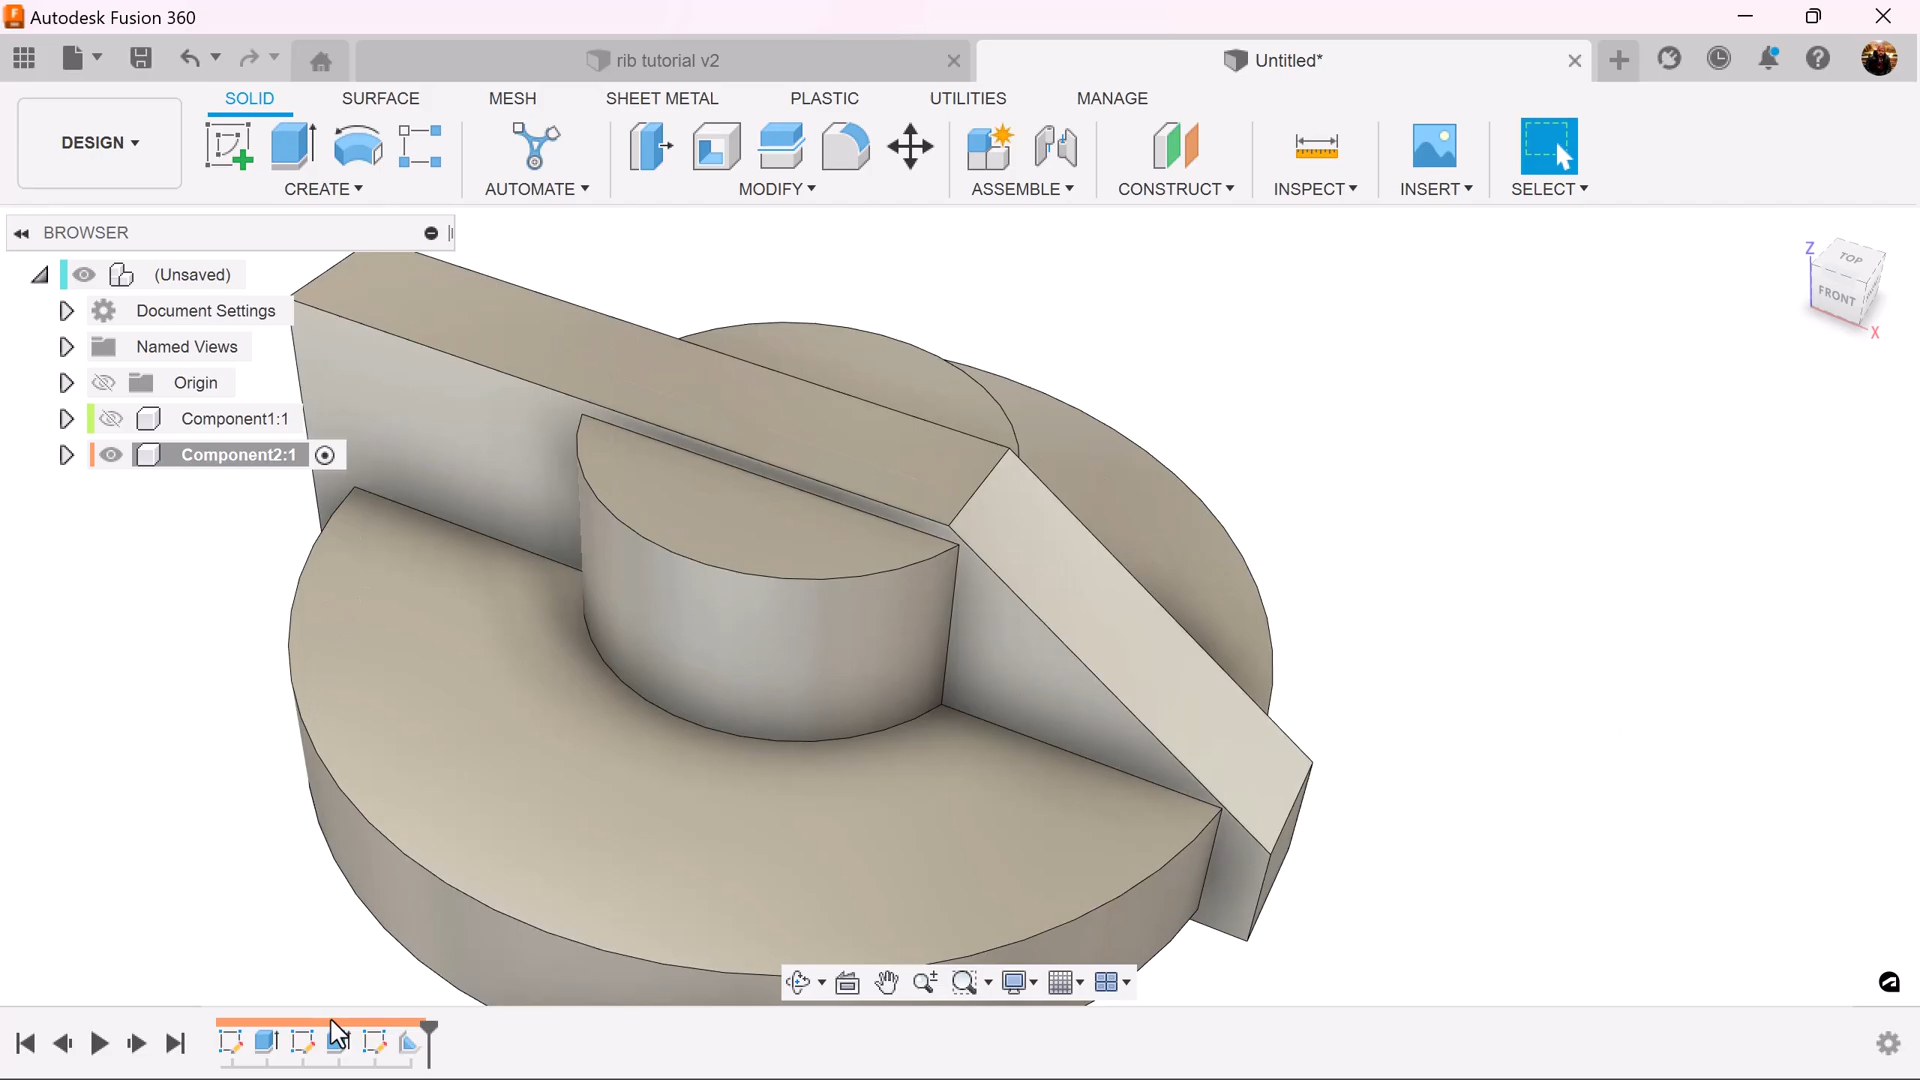 Autodesk Fusion 360
rib tutorial v2
Untitled*
DESIGN
SOLID SURFACE MESH SHEET METAL PLASTIC UTILITIES MANAGE
CREATE AUTOMATE MODIFY ASSEMBLE CONSTRUCT INSPECT INSERT SELECT
BROWSER
(Unsaved)
Document Settings
Named Views
Origin
Component1:1
Component2:1
Z
TOP
FRONT
X